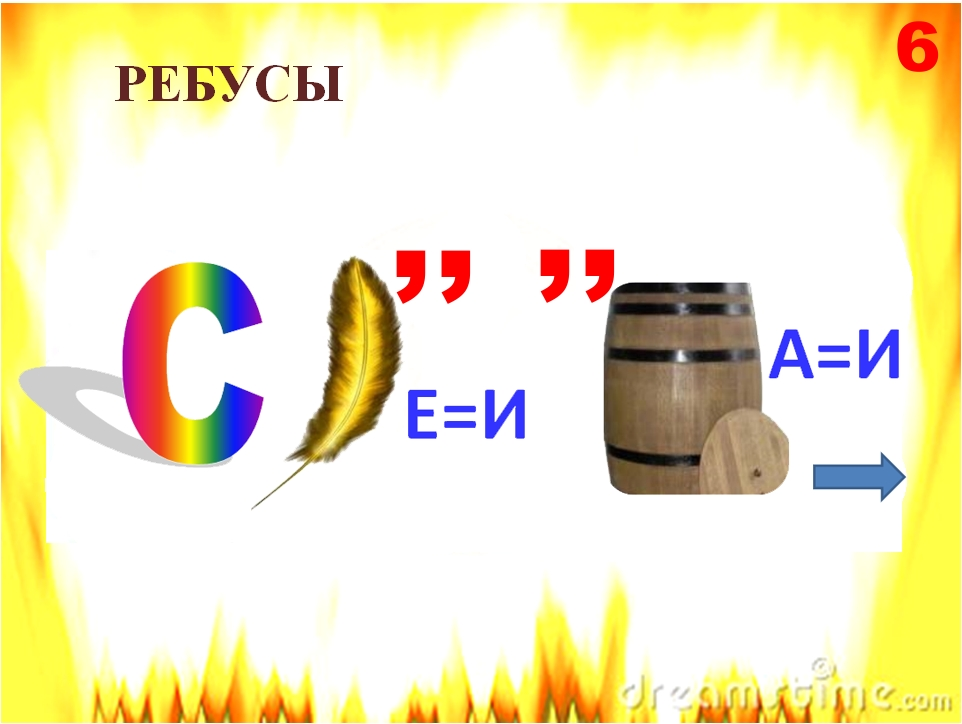 6
РЕБУСЫ
С ,, ,,
Е=И
А=И
dreamstime.com